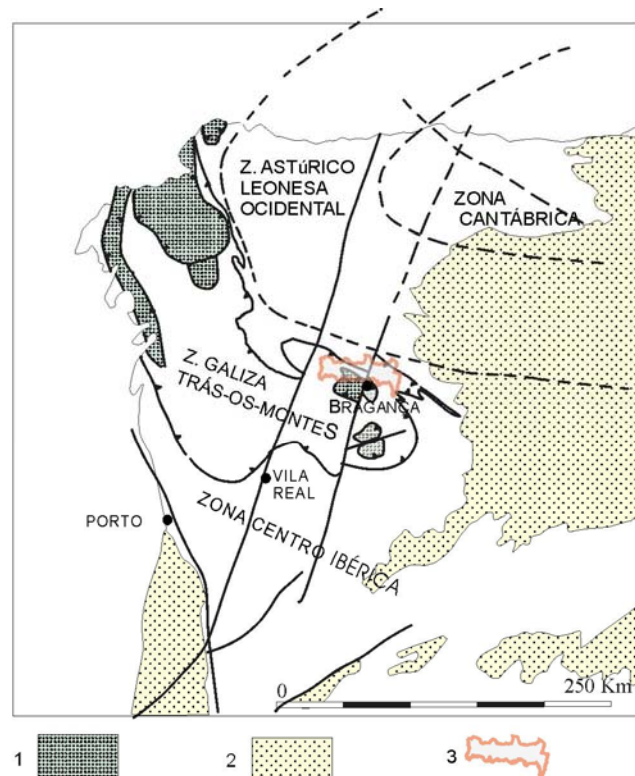 Z. ASTúRICO
LEONESA
OCIDENTAL
ZONA
CANTÁBRICA
Z. GALIZA
TRÁS-OS-MONTES
BRAGANÇA
VILA
REAL
PORTO
ZONA CENTRO IBÉRICA
0
250 Km
1
2
3